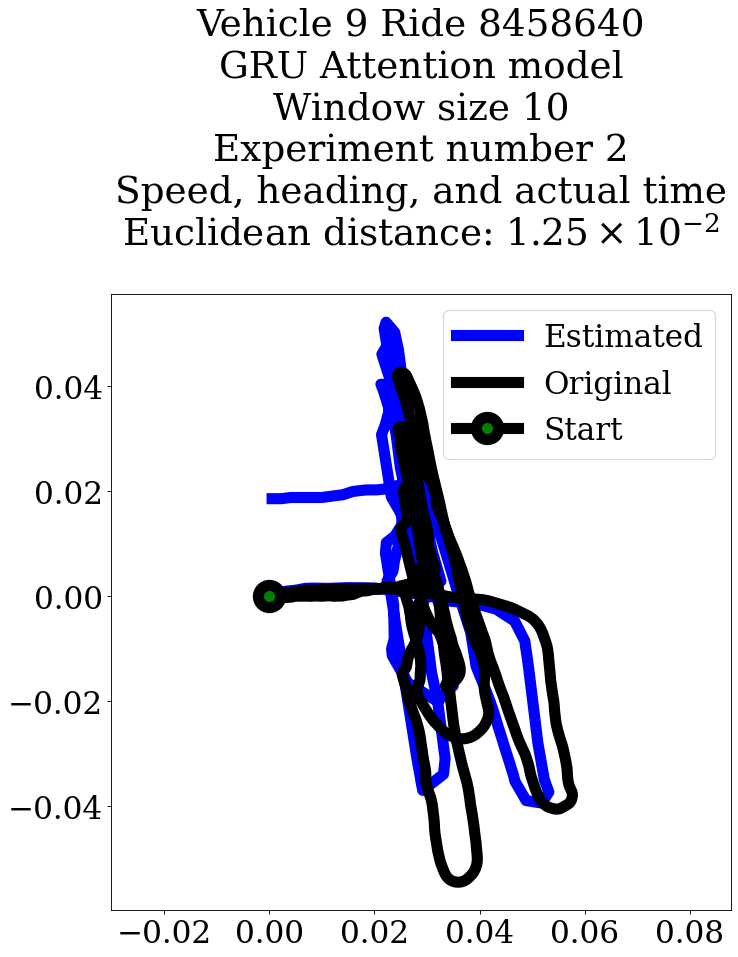 Vehicle 9 Ride 8458640
GRU Attention model
Window size 10
Experiment number 2
Speed, heading, and actual time
Euclidean distance: 1.25 × 10⁻²
Estimated
Original
Start
0.04
0.02
0.00
−0.02
−0.04
−0.02 0.00 0.02 0.04 0.06 0.08